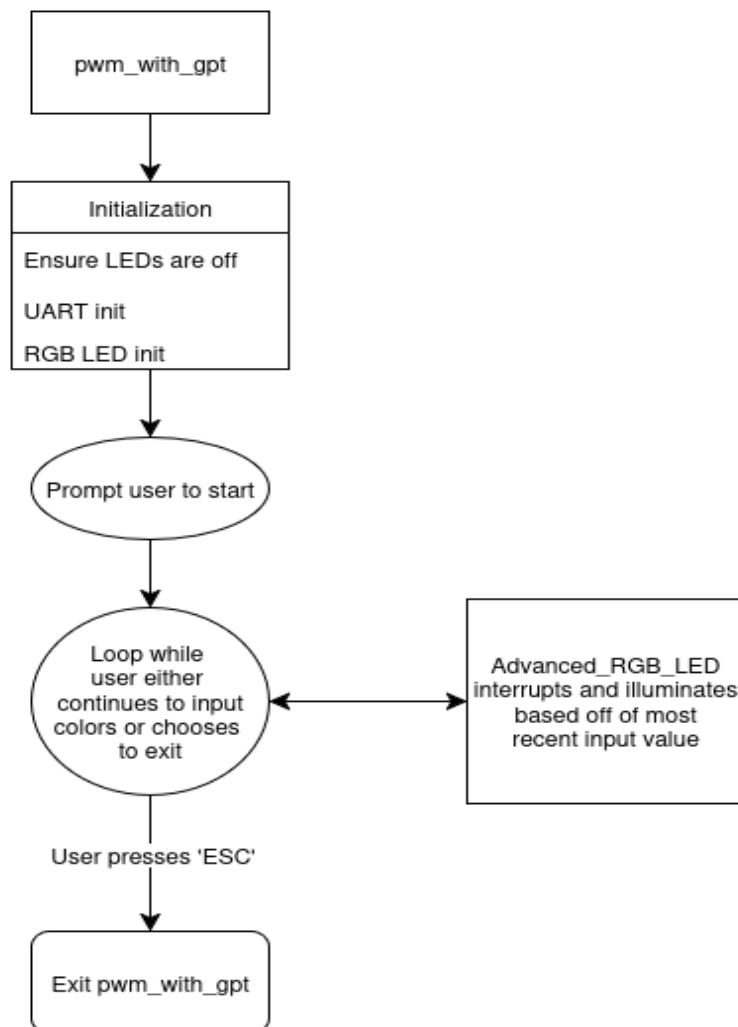 pwm_with_gpt
Initialization
Ensure LEDs are off
UART init
RGB LED init
Prompt user to start
Loop while
user either
continues to input
colors or chooses
to exit
Advanced_RGB_LED
interrupts and illuminates
based off of most
recent input value
User presses 'ESC'
Exit pwm_with_gpt